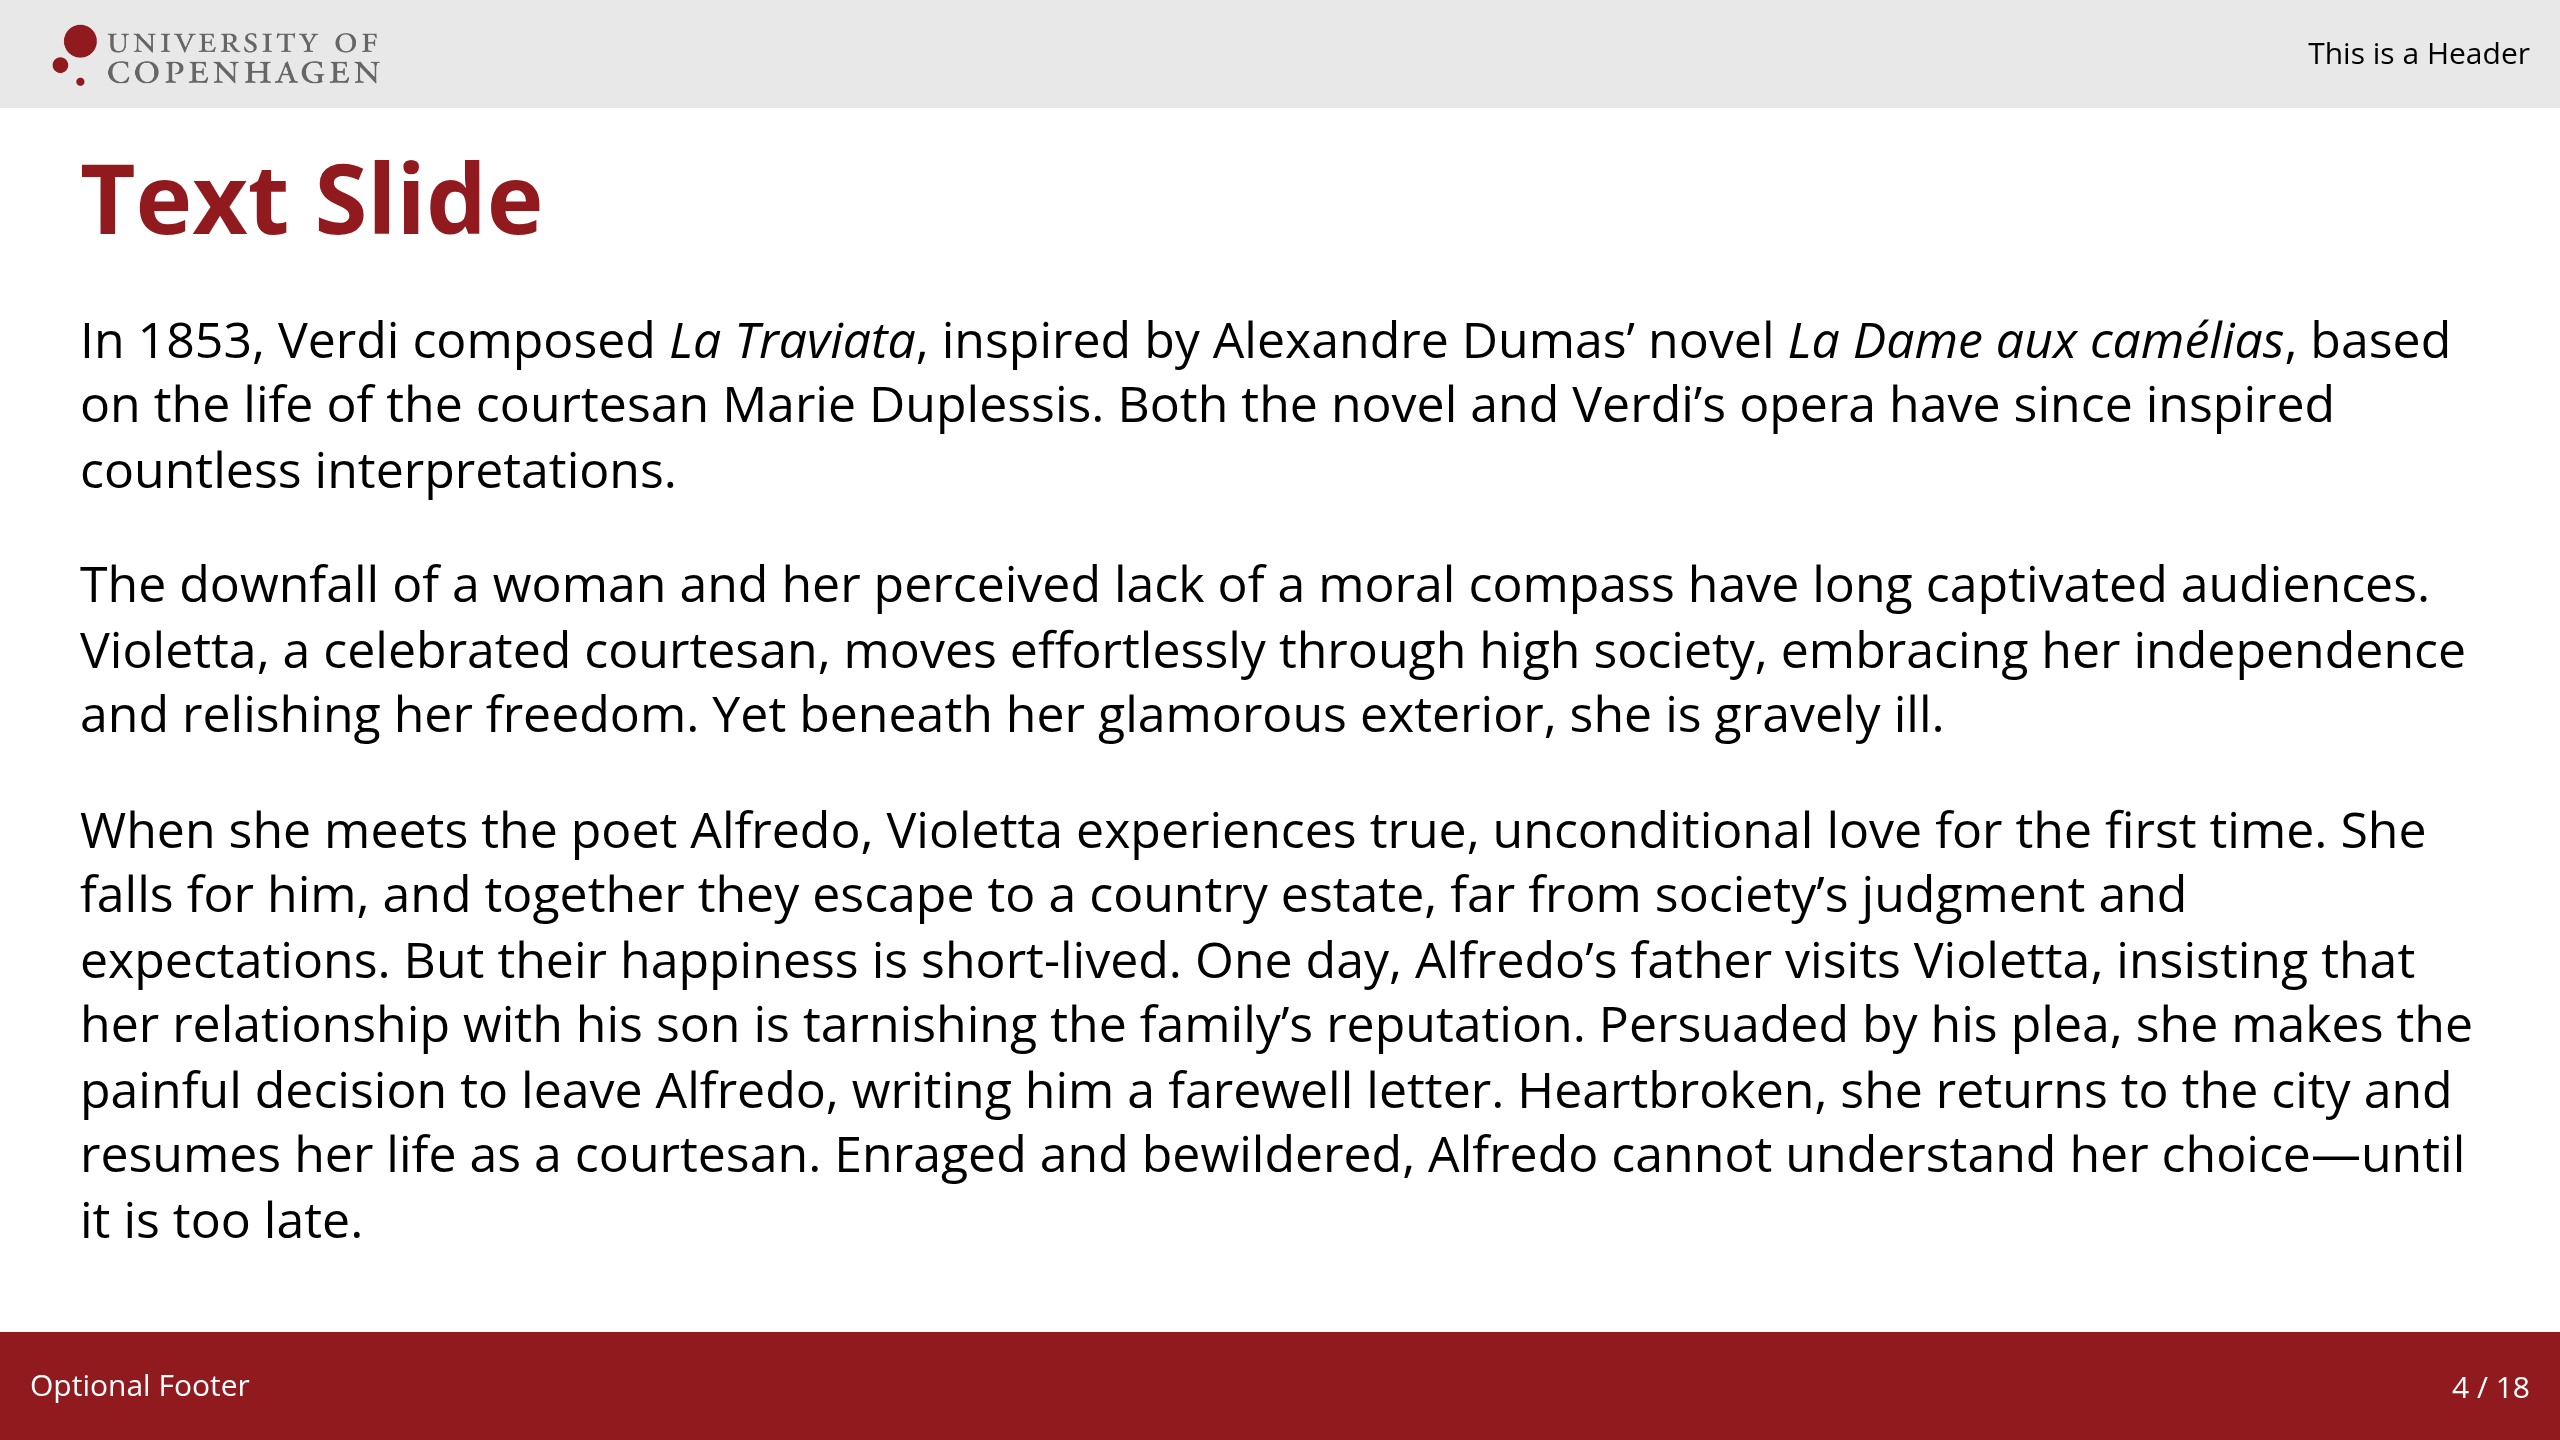 UNIVERSITY OF
COPENHAGEN
This is a Header
Text Slide
In 1853, Verdi composed La Traviata, inspired by Alexandre Dumas’ novel La Dame aux camélias, based
on the life of the courtesan Marie Duplessis. Both the novel and Verdi’s opera have since inspired
countless interpretations.
The downfall of a woman and her perceived lack of a moral compass have long captivated audiences.
Violetta, a celebrated courtesan, moves effortlessly through high society, embracing her independence
and relishing her freedom. Yet beneath her glamorous exterior, she is gravely ill.
When she meets the poet Alfredo, Violetta experiences true, unconditional love for the first time. She
falls for him, and together they escape to a country estate, far from society’s judgment and
expectations. But their happiness is short-lived. One day, Alfredo’s father visits Violetta, insisting that
her relationship with his son is tarnishing the family’s reputation. Persuaded by his plea, she makes the
painful decision to leave Alfredo, writing him a farewell letter. Heartbroken, she returns to the city and
resumes her life as a courtesan. Enraged and bewildered, Alfredo cannot understand her choice—until
it is too late.
Optional Footer
4 / 18